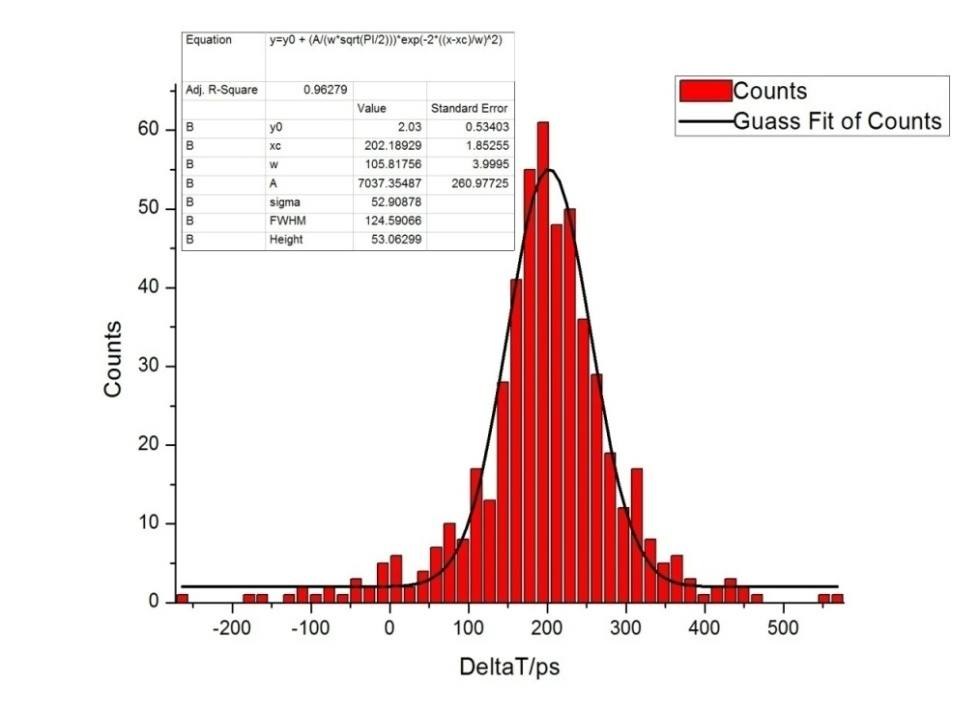 Equation y=y0 + (A/(w*sqrt(PI/2)))*exp(-2*((x-xc)/w)^2)
Adj. R-Square 0.96279
Value Standard Error
B y0 2.03 0.53403
B xc 202.18929 1.85255
B w 105.81756 3.9995
B A 7037.35487 260.97725
B sigma 52.90878
B FWHM 124.59066
B Height 53.06299
Counts
Guass Fit of Counts
60
50
40
30
20
10
0
Counts
-200 -100 0 100 200 300 400 500
DeltaT/ps